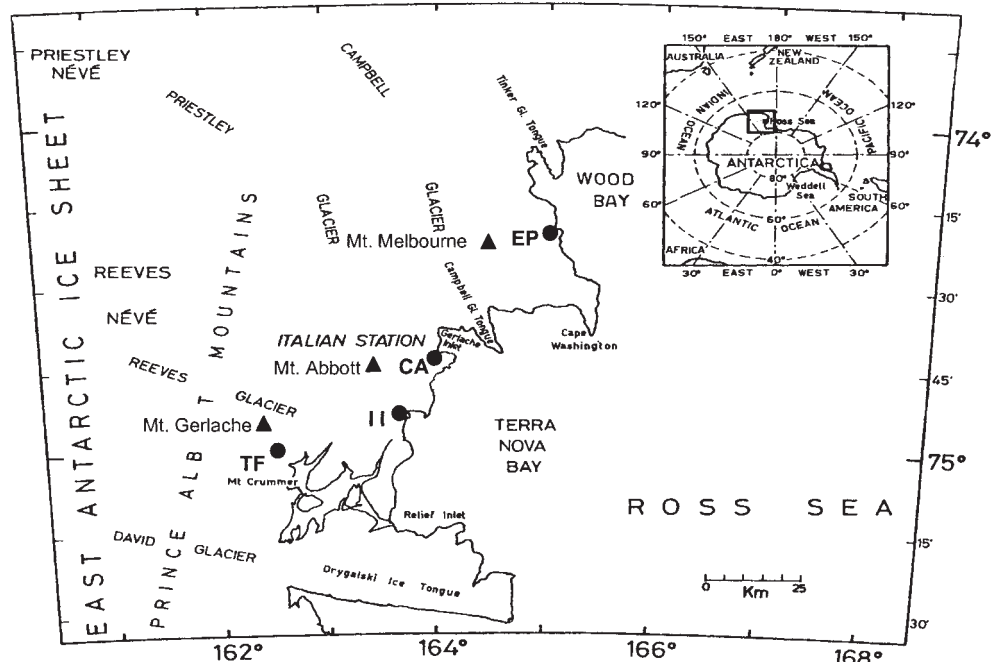 PRIESTLEY
NÉVÉ
PRIESTLEY
CAMPBELL
Tinker Gl. Tongue
74°
WOOD
BAY
15'
GLACIER
GLACIER
Mt. Melbourne
EP
REEVES
NÉVÉ
Campbell Gl. Tongue
30'
ITALIAN STATION
Gerlache
Inlet
Cape
Washington
Mt. Abbott
CA
REEVES
GLACIER
45'
Mt. Gerlache
II
TERRA
NOVA
BAY
TF
Mt Crummer
75°
ROSS SEA
Relief Inlet
DAVID GLACIER
15'
Drygalski Ice Tongue
0 25
Km
30'
EAST ANTARCTIC ICE SHEET
PRINCE ALBERT MOUNTAINS
162° 164° 166° 168°
150° EAST 180° WEST 150°
AUSTRALIA
NEW
ZEALAND
INDIAN
OCEAN
PACIFIC OCEAN
120° 120°
Ross Sea
90° 90°
ANTARCTICA
80°
Weddell
Sea
SOUTH
AMERICA
60° 60°
60°
ATLANTIC OCEAN
AFRICA
40°
30° EAST 0° WEST 30°